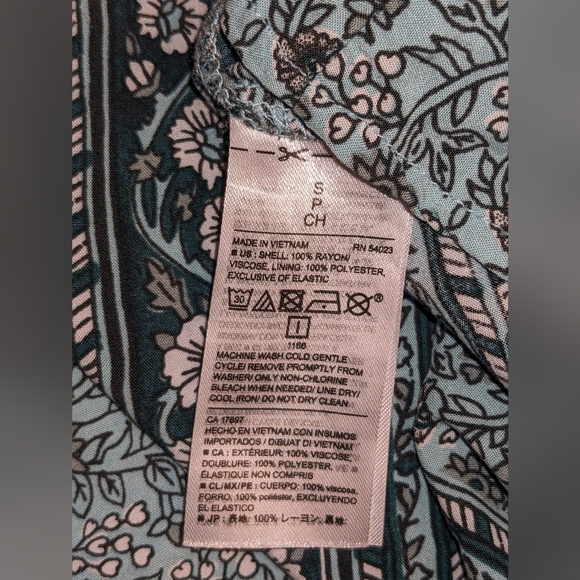 S
P
CH
MADE IN VIETNAM RN 54023
■ US : SHELL: 100% RAYON/
VISCOSE, LINING: 100% POLYESTER,
EXCLUSIVE OF ELASTIC
30
I
1166
MACHINE WASH COLD GENTLE
CYCLE/ REMOVE PROMPTLY FROM
WASHER/ ONLY NON-CHLORINE
BLEACH WHEN NEEDED/ LINE DRY/
COOL IRON/ DO NOT DRY CLEAN
CA 17897
HECHO EN VIETNAM CON INSUMOS
IMPORTADOS / DIBUAT DI VIETNAM
■ CA : EXTÉRIEUR: 100% VISCOSE,
DOUBLURE: 100% POLYESTER,
ÉLASTIQUE NON COMPRIS
■ CL/MX/PE : CUERPO: 100% viscosa,
FORRO: 100% poliéster, EXCLUYENDO
EL ELASTICO
■ JP : 表地: 100% レーヨン, 裏地: